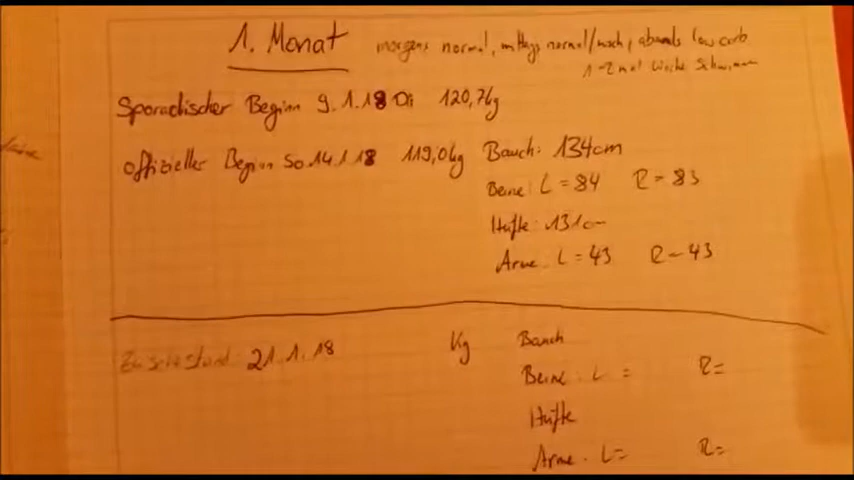 1. Monat morgens normal, mittags normal/, abends low carb
1-2 mal Woche Schwimmen
Sporadischer Beginn 9.1.18 Di 120,7kg
offizieller Beginn So 14.1.18 119,0kg Bauch: 134cm
Beine: L = 84 R = 83
Hüfte: 131cm
Arme: L = 43 R = 43
21.1.18 Kg Bauch
Beine: L = R =
Hüfte
Arme: L = R =